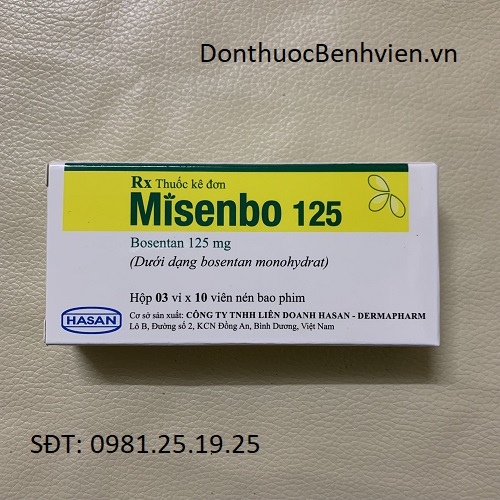 DonthuocBenhvien.vn
Rx Thuốc kê đơn
Misenbo 125
Bosentan 125 mg
(Dưới dạng bosentan monohydrat)
Hộp 03 vỉ x 10 viên nén bao phim
HASAN
Cơ sở sản xuất: CÔNG TY TNHH LIÊN DOANH HASAN - DERMAPHARM
Lô B, Đường số 2, KCN Đồng An, Bình Dương, Việt Nam
SĐT: 0981.25.19.25